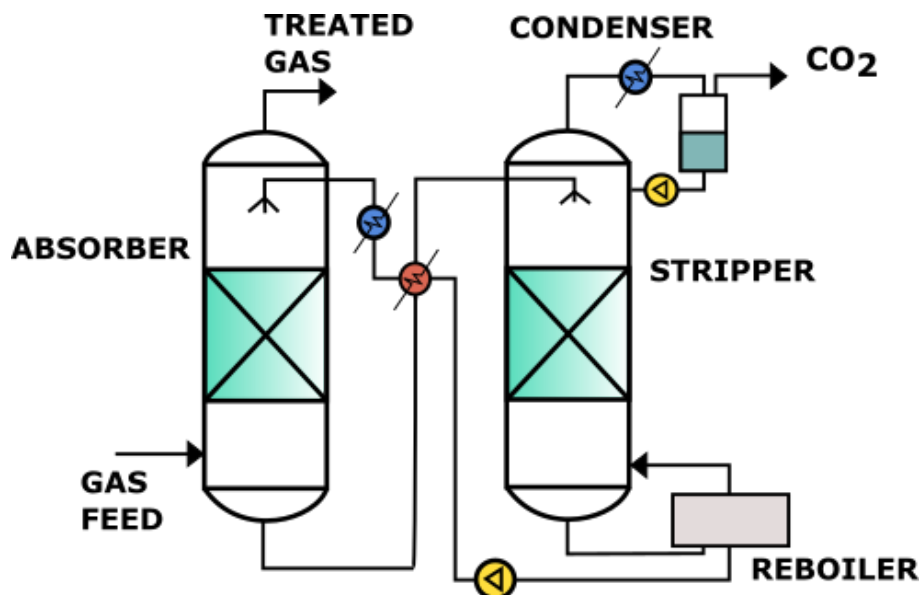 TREATED
GAS
CONDENSER
CO2
ABSORBER
STRIPPER
GAS
FEED
REBOILER